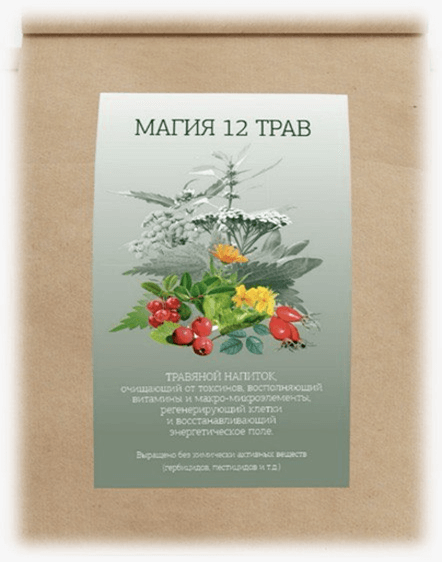 МАГИЯ 12 ТРАВ
ТРАВЯНОЙ НАПИТОК,
очищающий от токсинов, восполняющий
витамины и макро-микроэлементы,
регенерирующий клетки
и восстанавливающий
энергетическое поле.
Выращено без химически активных веществ
(гербицидов, пестицидов и т.д.)